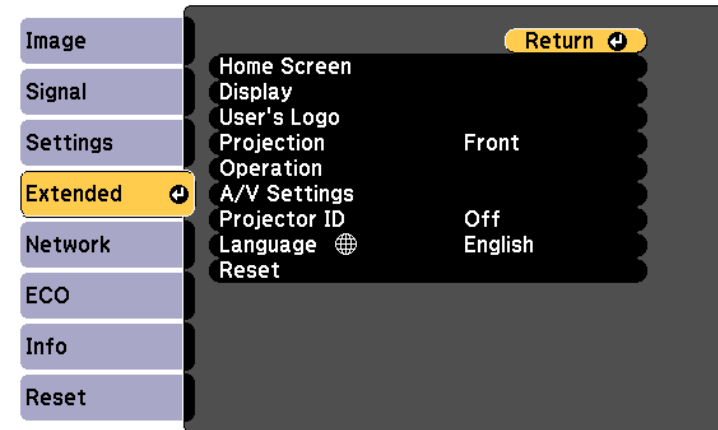 Image
Signal
Settings
Extended
Network
ECO
Info
Reset
Return
Home Screen
Display
User's Logo
Projection Front
Operation
A/V Settings
Projector ID Off
Language English
Reset